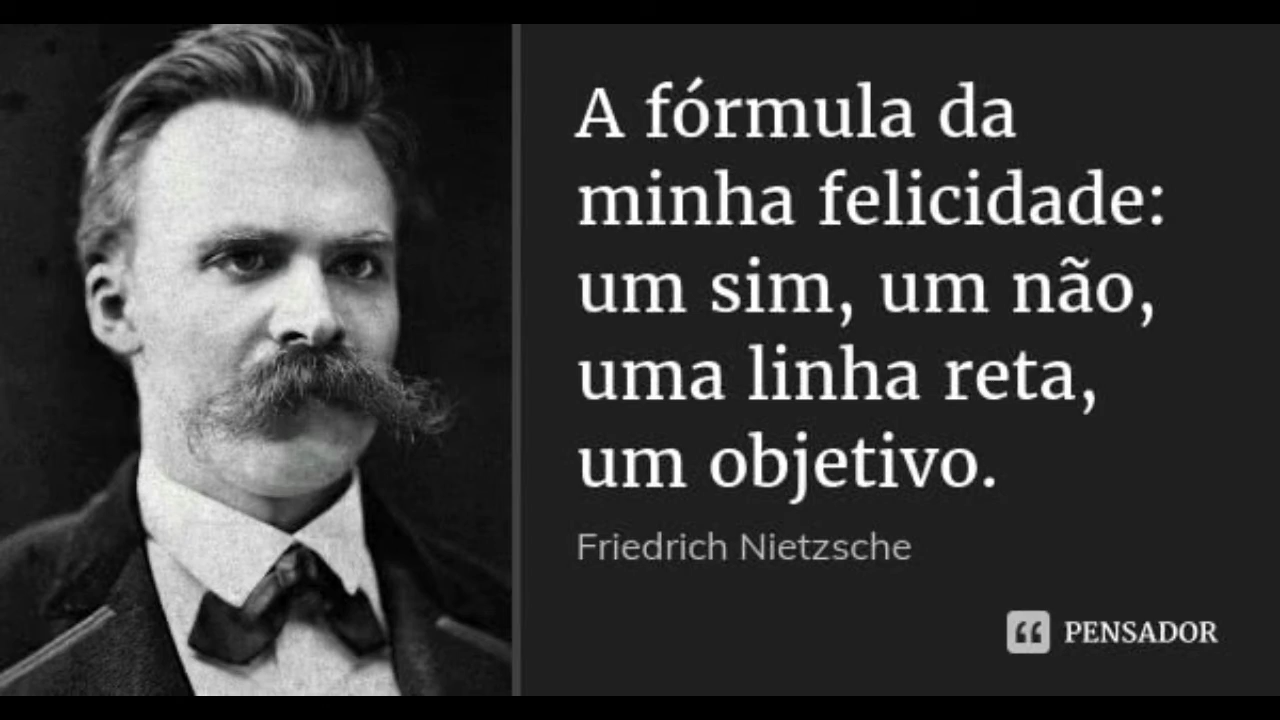 A fórmula da
minha felicidade:
um sim, um não,
uma linha reta,
um objetivo.
Friedrich Nietzsche
PENSADOR